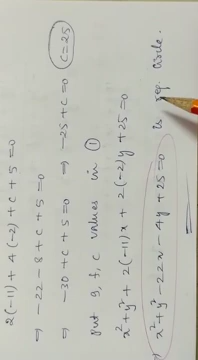 2(-11)+4(-2)+c+5=0
⇒ -22-8+c+5=0
⇒ -30+c+5=0 ⇒ -25+c=0 c=25
put g, f, c values in ①
x²+y²+2(-11)x+2(-2)y+25=0
⇒ x²+y²-22x-4y+25=0 is req. circle.